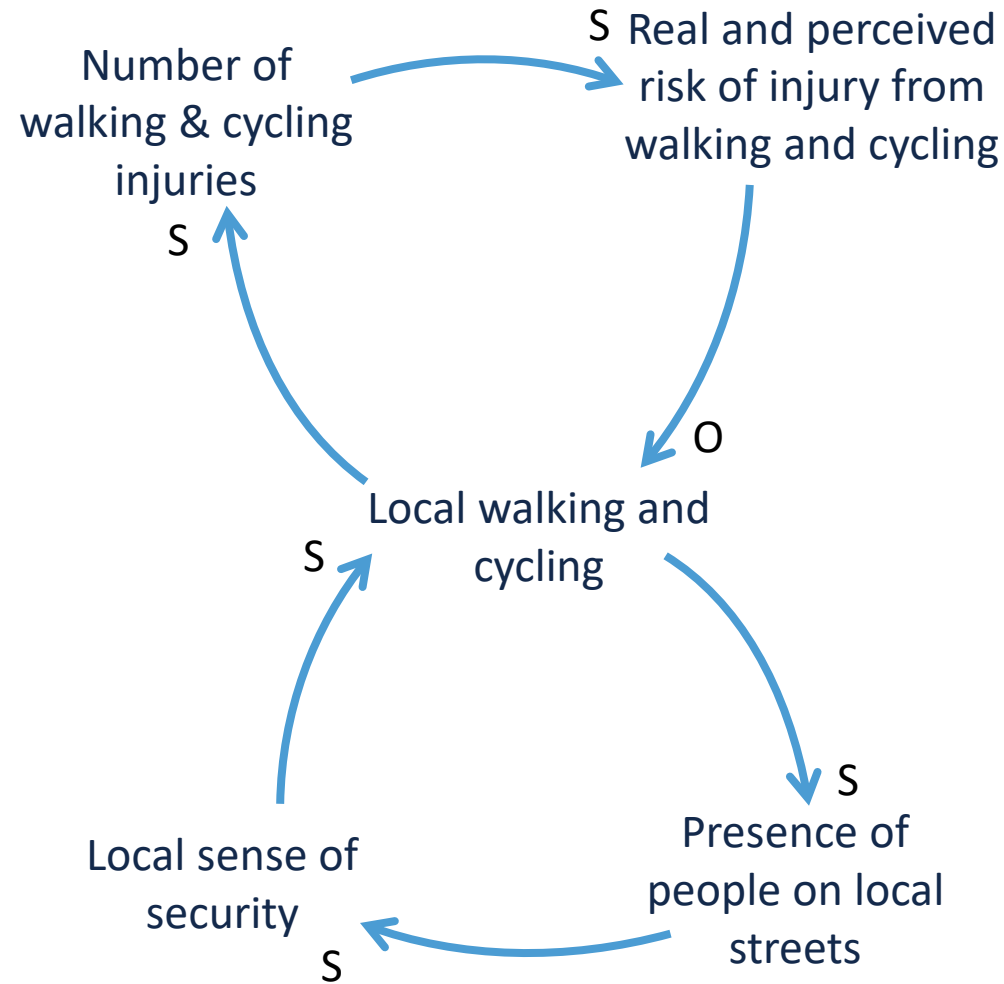 Number of
walking & cycling
injuries
S
S
Real and perceived
risk of injury from
walking and cycling
O
Local walking and
cycling
S
S
Presence of
people on local
streets
Local sense of
security
S